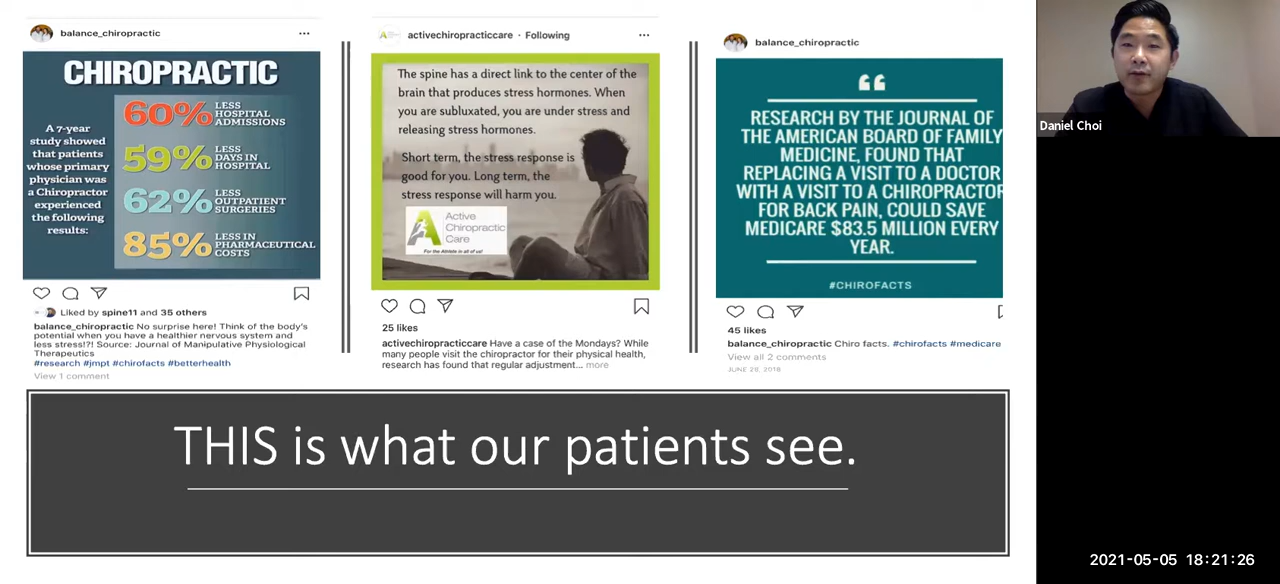 balance_chiropractic
...
CHIROPRACTIC
A 7-year
study showed
that patients
whose primary
physician was
a Chiropractor
experienced
the following
results:
60% LESS
HOSPITAL
ADMISSIONS
59% LESS
DAYS IN
HOSPITAL
62% LESS
OUTPATIENT
SURGERIES
85% LESS IN
PHARMACEUTICAL
COSTS
Liked by spine11 and 35 others
balance_chiropractic No surprise here! Think of the body's
potential when you have a healthier nervous system and
less stress!?! Source: Journal of Manipulative Physiological
Therapeutics
#research #jmpt #chirofacts #betterhealth
View 1 comment
activechiropracticcare • Following
...
The spine has a direct link to the center of the
brain that produces stress hormones. When
you are subluxated, you are under stress and
releasing stress hormones.
Short term, the stress response is
good for you. Long term, the
stress response will harm you.
Active
Chiropractic
Care
For the Athlete in all of us!
25 likes
activechiropracticcare Have a case of the Mondays? While
many people visit the chiropractor for their physical health,
research has found that regular adjustment... more
balance_chiropractic
“
RESEARCH BY THE JOURNAL OF
THE AMERICAN BOARD OF FAMILY
MEDICINE, FOUND THAT
REPLACING A VISIT TO A DOCTOR
WITH A VISIT TO A CHIROPRACTOR
FOR BACK PAIN, COULD SAVE
MEDICARE $83.5 MILLION EVERY
YEAR.
#CHIROFACTS
45 likes
balance_chiropractic Chiro facts. #chirofacts #medicare
View all 2 comments
JUNE 28, 2018
THIS is what our patients see.
Daniel Choi
2021-05-05 18:21:26